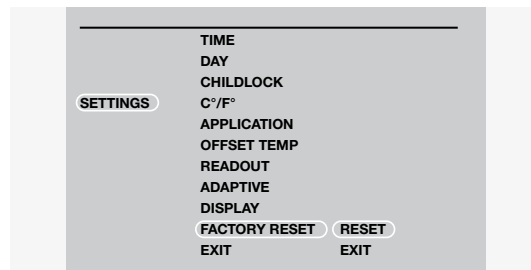 TIME
DAY
CHILDLOCK
SETTINGS C°/F°
APPLICATION
OFFSET TEMP
READOUT
ADAPTIVE
DISPLAY
FACTORY RESET RESET
EXIT EXIT